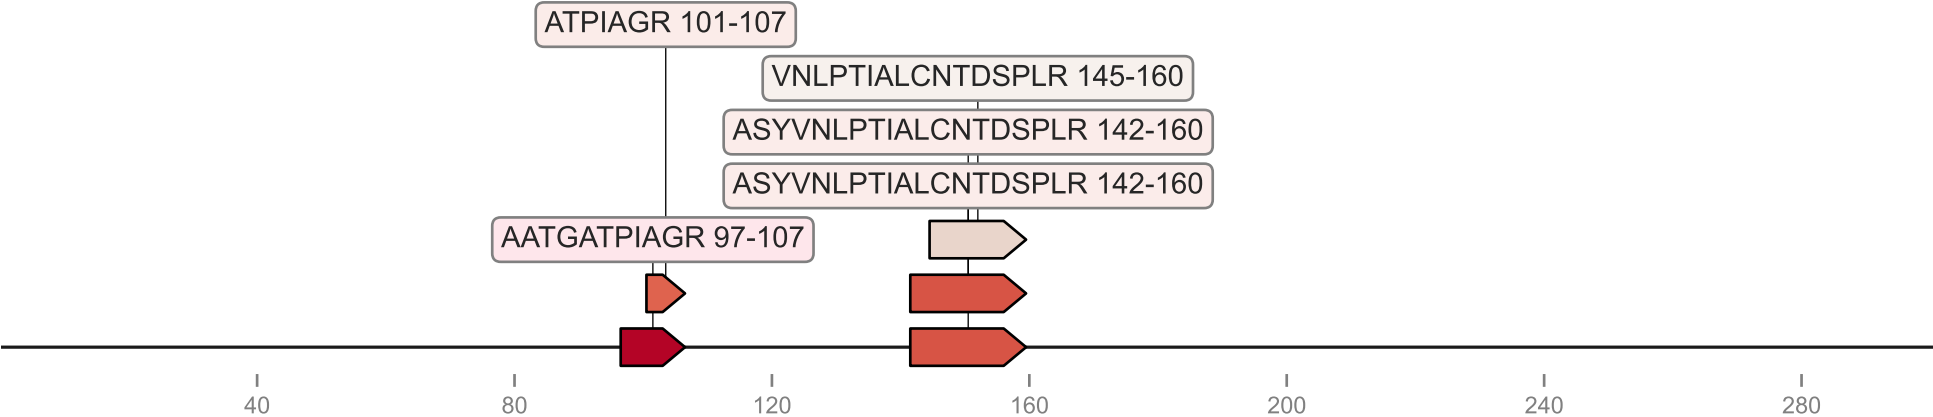 ATPIAGR 101-107
VNLPTIALCNTDSPLR 145-160
ASYVNLPTIALCNTDSPLR 142-160
ASYVNLPTIALCNTDSPLR 142-160
AATGATPIAGR 97-107
40 80 120 160 200 240 280